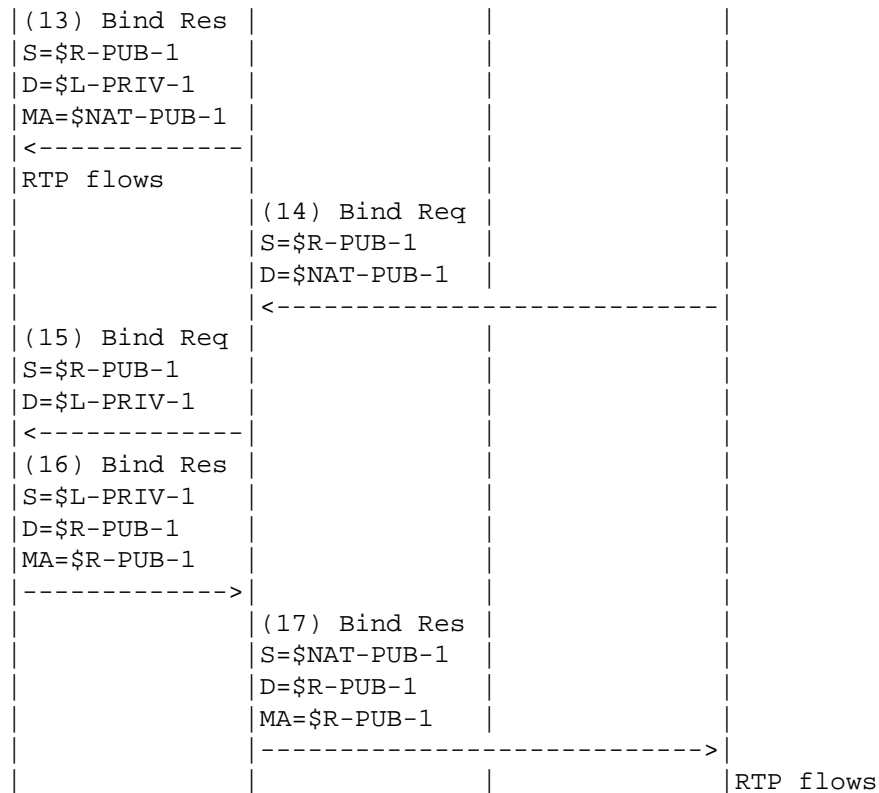 |(13) Bind Res |              |              |
|S=$R-PUB-1    |              |              |
|D=$L-PRIV-1   |              |              |
|MA=$NAT-PUB-1 |              |              |
|<-------------|              |              |
|RTP flows     |              |              |
|              |(14) Bind Req |              |
|              |S=$R-PUB-1    |              |
|              |D=$NAT-PUB-1  |              |
|              |<----------------------------|
|(15) Bind Req |              |              |
|S=$R-PUB-1    |              |              |
|D=$L-PRIV-1   |              |              |
|<-------------|              |              |
|(16) Bind Res |              |              |
|S=$L-PRIV-1   |              |              |
|D=$R-PUB-1    |              |              |
|MA=$R-PUB-1   |              |              |
|------------->|              |              |
|              |(17) Bind Res |              |
|              |S=$NAT-PUB-1  |              |
|              |D=$R-PUB-1    |              |
|              |MA=$R-PUB-1   |              |
|              |---------------------------->|
|              |              |              |RTP flows